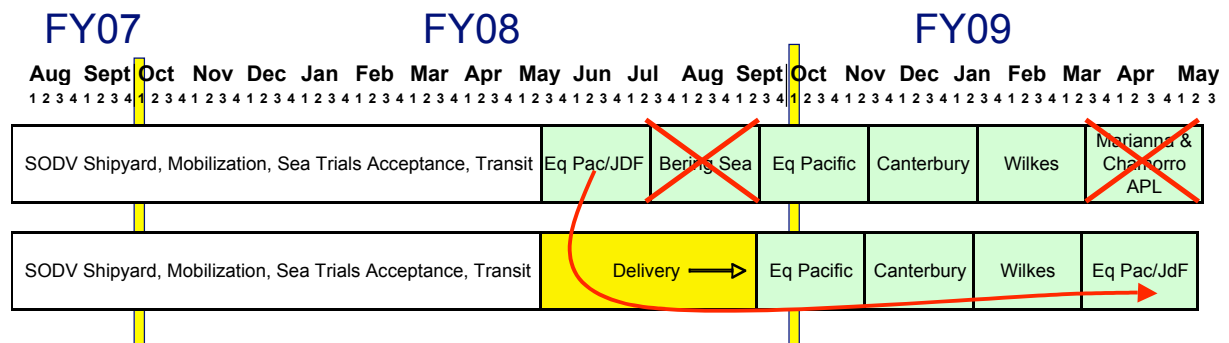 FY07 FY08 FY09
Aug Sept Oct Nov Dec Jan Feb Mar Apr May Jun Jul Aug Sept Oct Nov Dec Jan Feb Mar Apr May
1 2 3 4 1 2 3 4 1 2 3 4 1 2 3 4 1 2 3 4 1 2 3 4 1 2 3 4 1 2 3 4 1 2 3 4 1 2 3 4 1 2 3 4 1 2 3 4 1 2 3 4 1 2 3 4 1 2 3 4 1 2 3 4 1 2 3 4 1 2 3 4 1 2 3 4 1 2 3 4 1 2 3 4 1 2 3
SODV Shipyard, Mobilization, Sea Trials Acceptance, Transit Eq Pac/JDF Bering Sea Eq Pacific Canterbury Wilkes Marianna &
Chamorro
APL
SODV Shipyard, Mobilization, Sea Trials Acceptance, Transit Delivery Eq Pacific Canterbury Wilkes Eq Pac/JdF